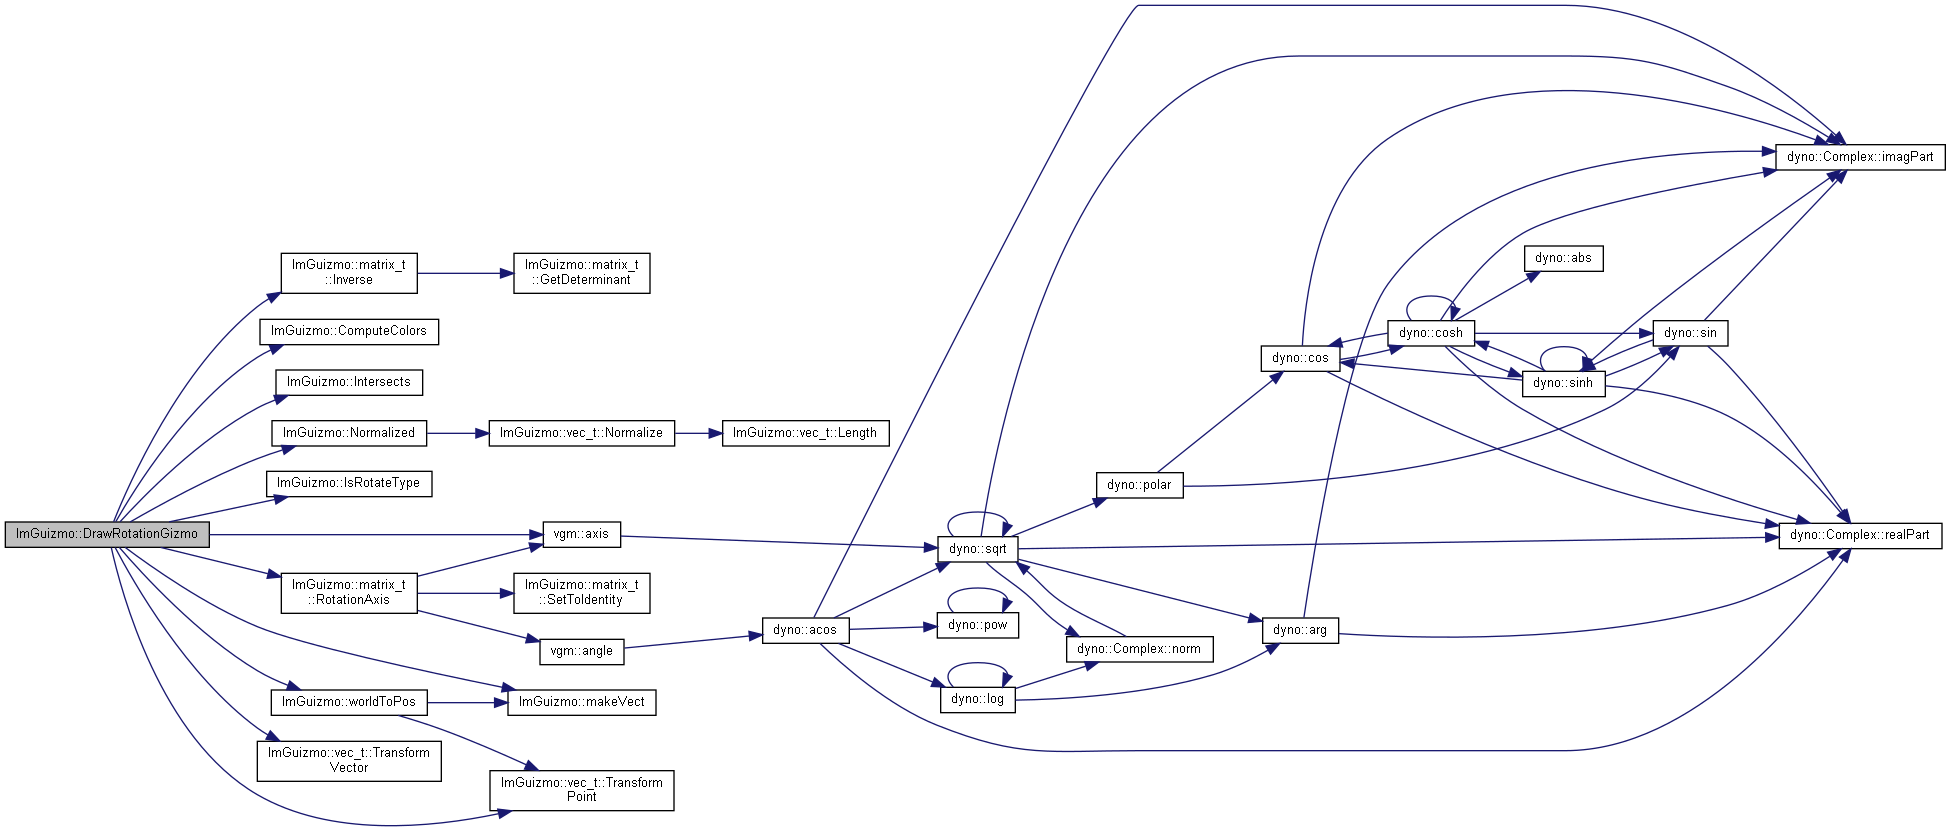 ImGuizmo::DrawRotationGizmo
ImGuizmo::matrix_t
::Inverse
ImGuizmo::matrix_t
::GetDeterminant
ImGuizmo::ComputeColors
ImGuizmo::Intersects
ImGuizmo::Normalized
ImGuizmo::vec_t::Normalize
ImGuizmo::vec_t::Length
ImGuizmo::IsRotateType
vgm::axis
ImGuizmo::matrix_t
::RotationAxis
ImGuizmo::matrix_t
::SetToIdentity
vgm::angle
ImGuizmo::worldToPos
ImGuizmo::makeVect
ImGuizmo::vec_t::Transform
Vector
ImGuizmo::vec_t::Transform
Point
dyno::acos
dyno::sqrt
dyno::pow
dyno::log
dyno::polar
dyno::Complex::norm
dyno::cos
dyno::arg
dyno::cosh
dyno::abs
dyno::sinh
dyno::sin
dyno::Complex::imagPart
dyno::Complex::realPart